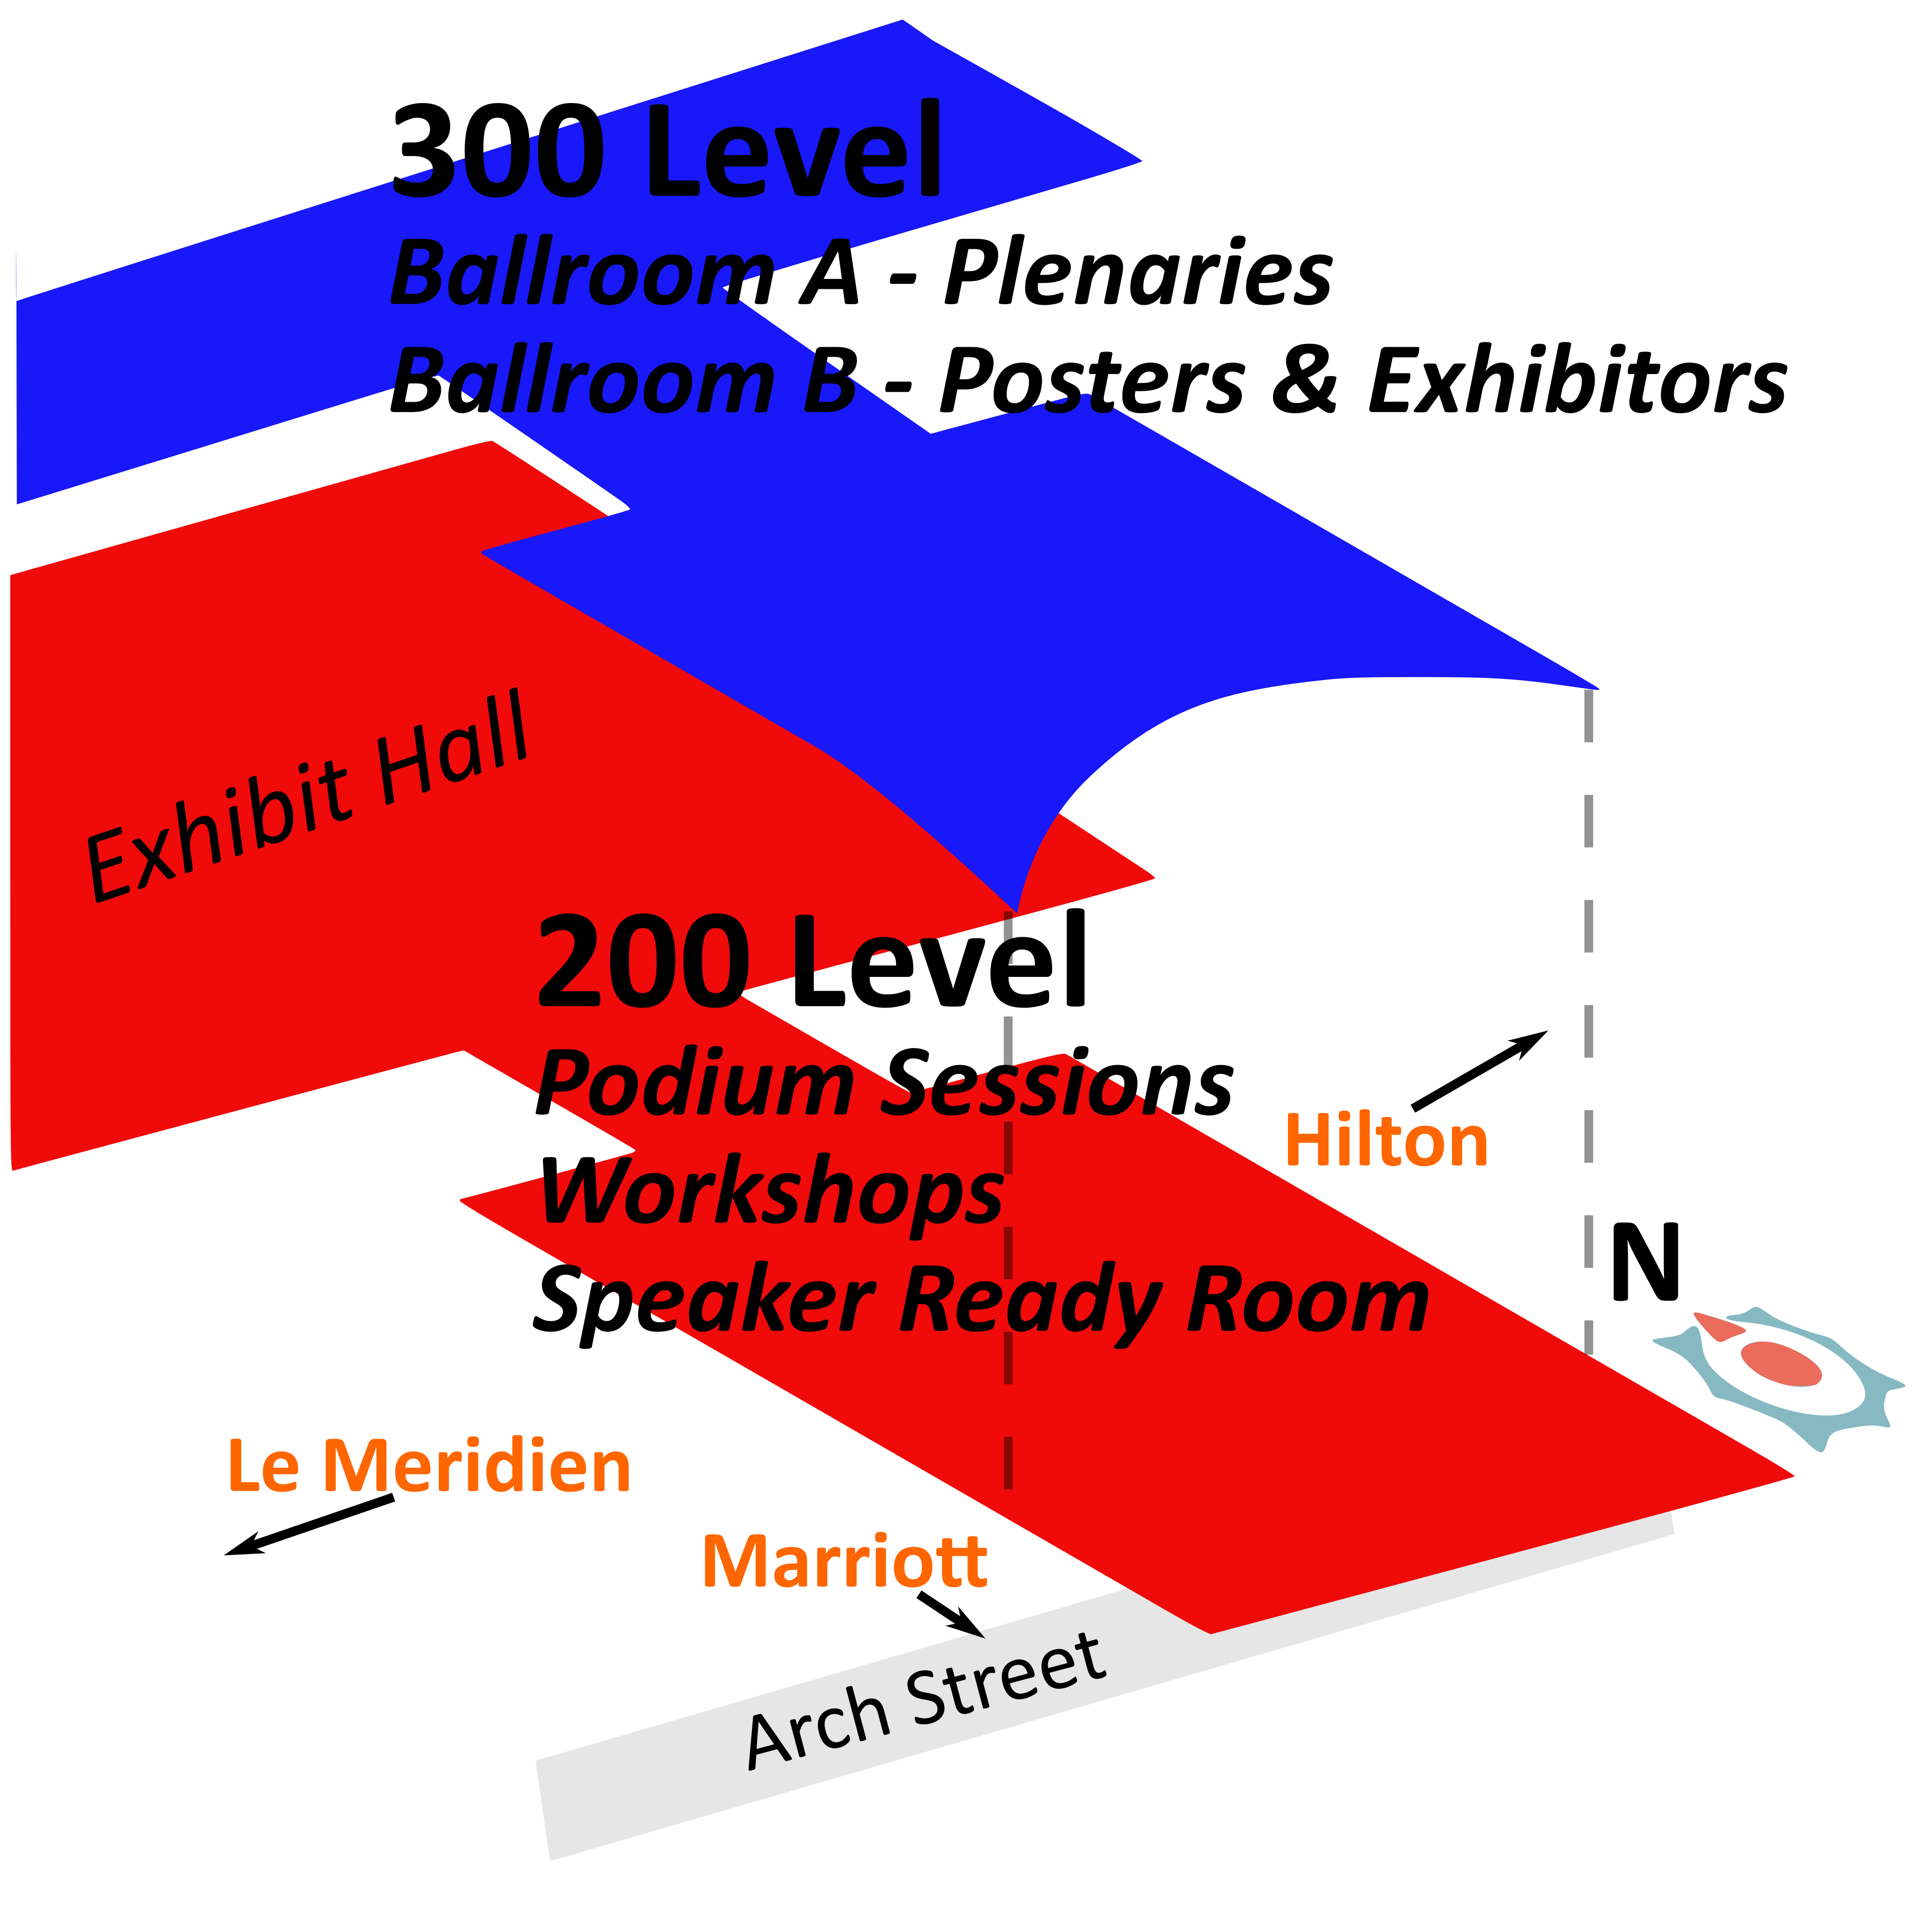 300 Level
Ballroom A - Plenaries
Ballroom B - Posters & Exhibitors
Exhibit Hall
200 Level
Podium Sessions
Workshops
Speaker Ready Room
Hilton
N
Le Meridien
Marriott
Arch Street